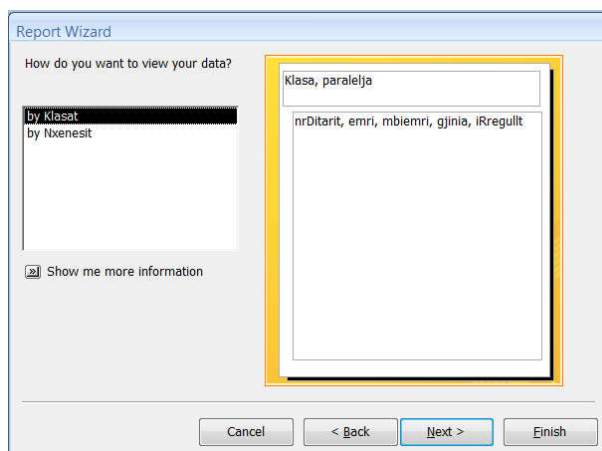 Report Wizard
How do you want to view your data?
by Klasat
by Nxenesit
Show me more information
Klasa, paralelja
nrDitarit, emri, mbiemri, gjinia, iRregullt
Cancel
< Back
Next >
Finish